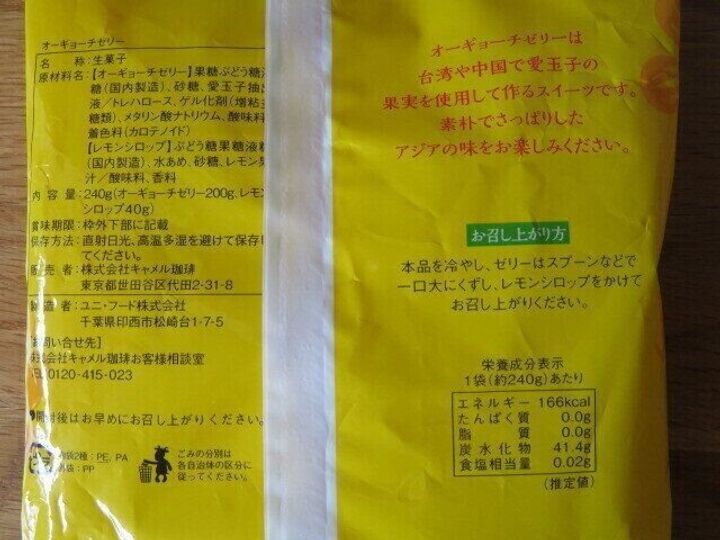 オーギョーチゼリー
名 称:生菓子
原材料名:【オーギョーチゼリー】果糖ぶどう糖液
糖(国内製造)、砂糖、愛玉子抽出
液/トレハロース、ゲル化剤(増粘多
糖類)、メタリン酸ナトリウム、酸味料、
着色料(カロテノイド)
【レモンシロップ】ぶどう糖果糖液糖
(国内製造)、水あめ、砂糖、レモン果
汁/酸味料、香料
内 容 量:240g(オーギョーチゼリー200g、レモン
シロップ40g)
賞味期限:枠外下部に記載
保存方法:直射日光、高温多湿を避けて保存し
てください。
販 売 者:株式会社キャメル珈琲
東京都世田谷区代田2-31-8
製 造 者:ユニ・フード株式会社
千葉県印西市松崎台1-7-5
【お問い合せ先】
株式会社キャメル珈琲お客様相談室
TEL0120-415-023
開封後はお早めにお召し上がりください。
内袋2種:PE, PA
外袋:PP
ごみの分別は
各自治体の区分に
従ってください。
オーギョーチゼリーは
台湾や中国で愛玉子の
果実を使用して作るスイーツです。
素朴でさっぱりした
アジアの味をお楽しみください。
お召し上がり方
本品を冷やし、ゼリーはスプーンなどで
一口大にくずし、レモンシロップをかけて
お召し上がりください。
栄養成分表示
1袋(約240g)あたり
エネルギー 166kcal
たんぱく質 0.0g
脂 質 0.0g
炭水化物 41.4g
食塩相当量 0.02g
(推定値)